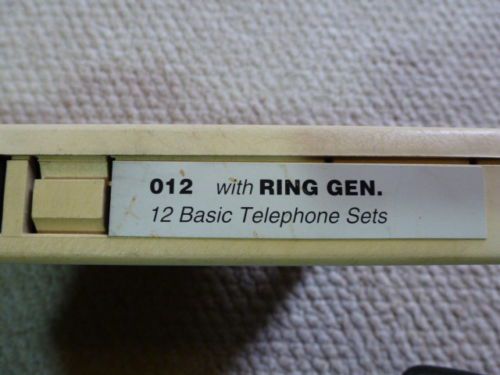 012 with RING GEN.
12 Basic Telephone Sets